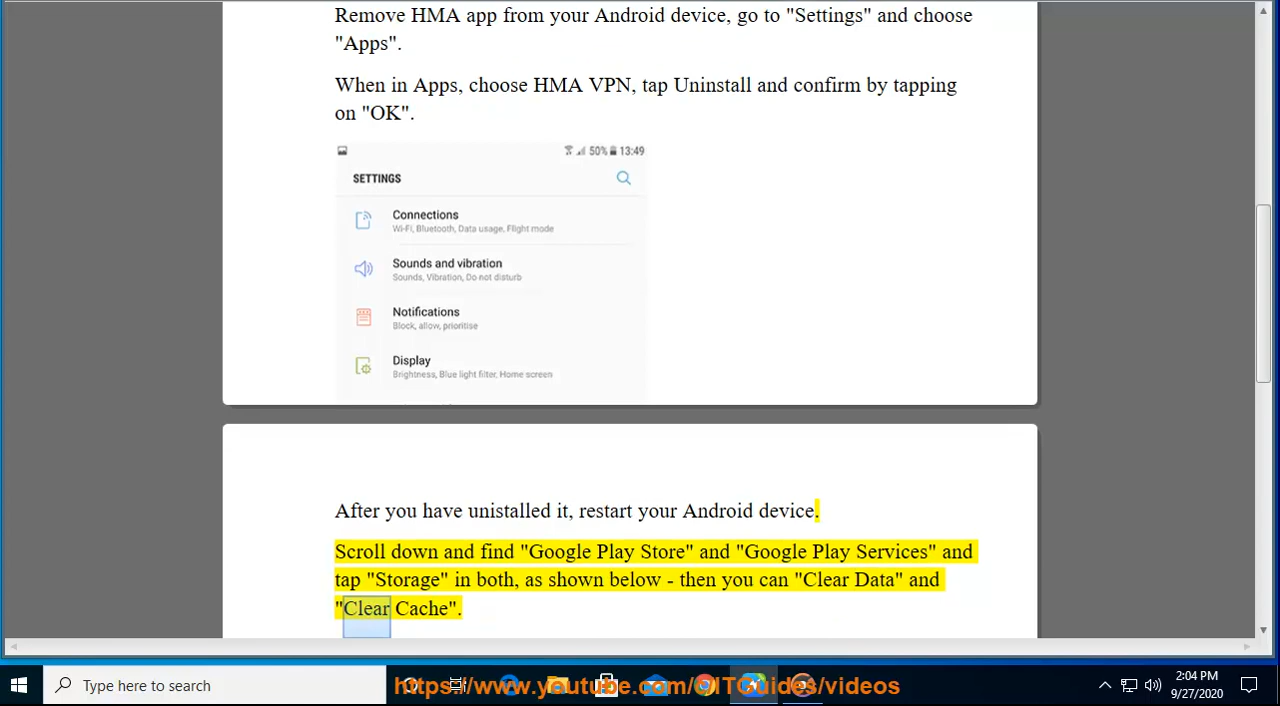 Remove HMA app from your Android device, go to "Settings" and choose
"Apps".
When in Apps, choose HMA VPN, tap Uninstall and confirm by tapping
on "OK".
50% 13:49
SETTINGS
Connections
Wi-Fi, Bluetooth, Data usage, Flight mode
Sounds and vibration
Sounds, Vibration, Do not disturb
Notifications
Block, allow, prioritise
Display
Brightness, Blue light filter, Home screen
After you have unistalled it, restart your Android device.
Scroll down and find "Google Play Store" and "Google Play Services" and
tap "Storage" in both, as shown below - then you can "Clear Data" and
"Clear Cache".
Type here to search
https://www.youtube.com/@ITGuides/videos
2:04 PM
9/27/2020